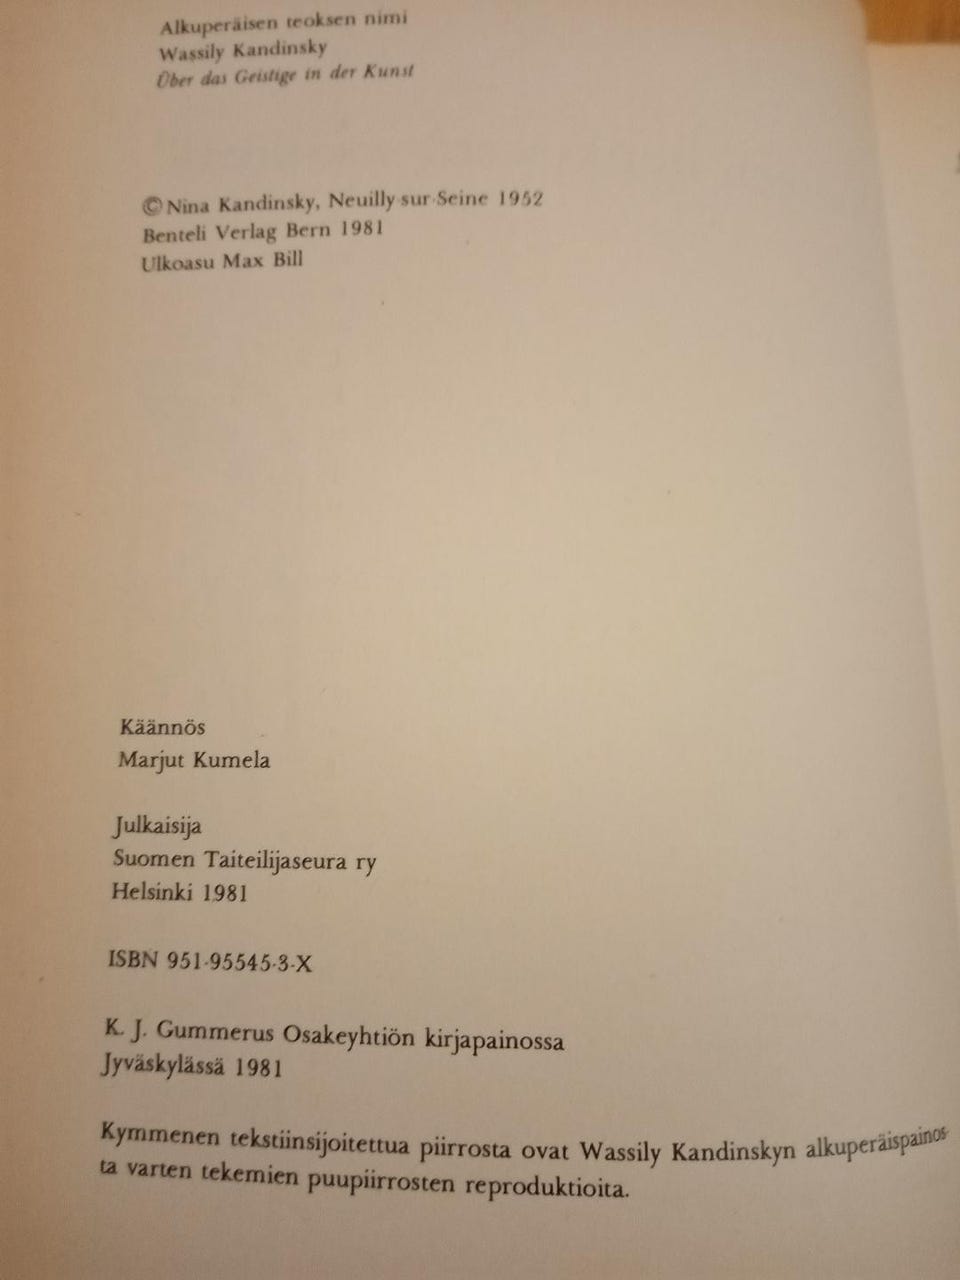 Alkuperäisen teoksen nimi
Wassily Kandinsky
Über das Geistige in der Kunst
© Nina Kandinsky, Neuilly-sur-Seine 1952
Benteli Verlag Bern 1981
Ulkoasu Max Bill
Käännös
Marjut Kumela
Julkaisija
Suomen Taiteilijaseura ry
Helsinki 1981
ISBN 951-95545-3-X
K. J. Gummerus Osakeyhtiön kirjapainossa
Jyväskylässä 1981
Kymmenen tekstiinsijoitettua piirrosta ovat Wassily Kandinskyn alkuperäispainos-
ta varten tekemien puupiirrosten reproduktioita.